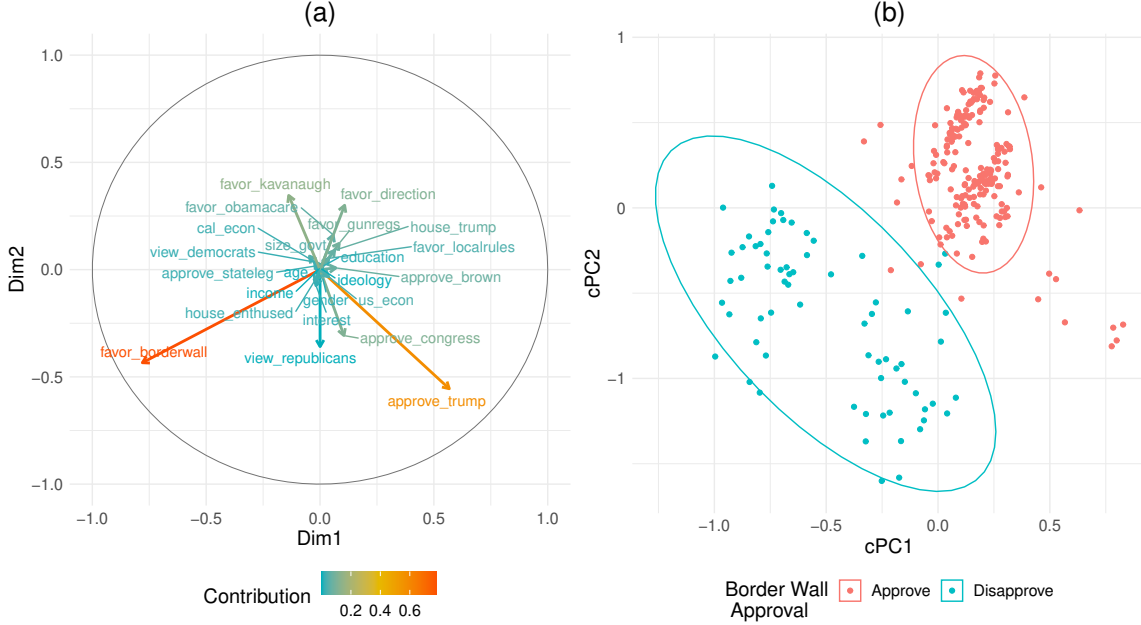 (a)
1.0
0.5
0.0
−0.5
−1.0
Dim2
favor_kavanaugh
favor_direction
favor_obamacare
favor_gunregs
house_trump
cal_econ
size_govt
favor_localrules
view_democrats
education
approve_stateleg
age
ideology
approve_brown
income
gender
us_econ
house_enthused
interest
approve_congress
favor_borderwall
view_republicans
approve_trump
−1.0
−0.5
0.0
0.5
1.0
Dim1
Contribution
0.2 0.4 0.6
(b)
1
0
−1
cPC2
−1.0
−0.5
0.0
0.5
cPC1
Border Wall
Approval
Approve
Disapprove